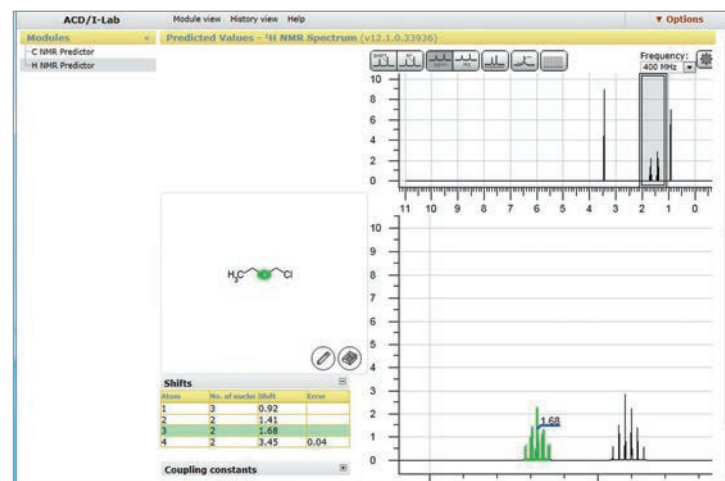 ACD/I-Lab
Module view History view Help
▼ Options
Modules «
C NMR Predictor
H NMR Predictor
Predicted Values - ¹H NMR Spectrum (v12.1.0.33936)
Frequency:
400 MHz
10
8
6
4
2
0
11 10 9 8 7 6 5 4 3 2 1 0
10
9
8
7
6
5
4
3
2
1
0
1.68
H₃C Cl
Shifts
Atom No. of nuclei Shift Error
1 3 0.92
2 2 1.41
3 2 1.68
4 2 3.45 0.04
Coupling constants